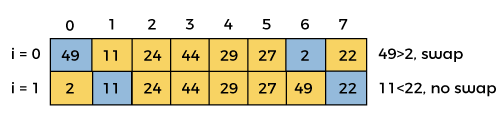 0 1 2 3 4 5 6 7
i = 0 49 11 24 44 29 27 2 22 49>2, swap
i = 1 2 11 24 44 29 27 49 22 11<22, no swap